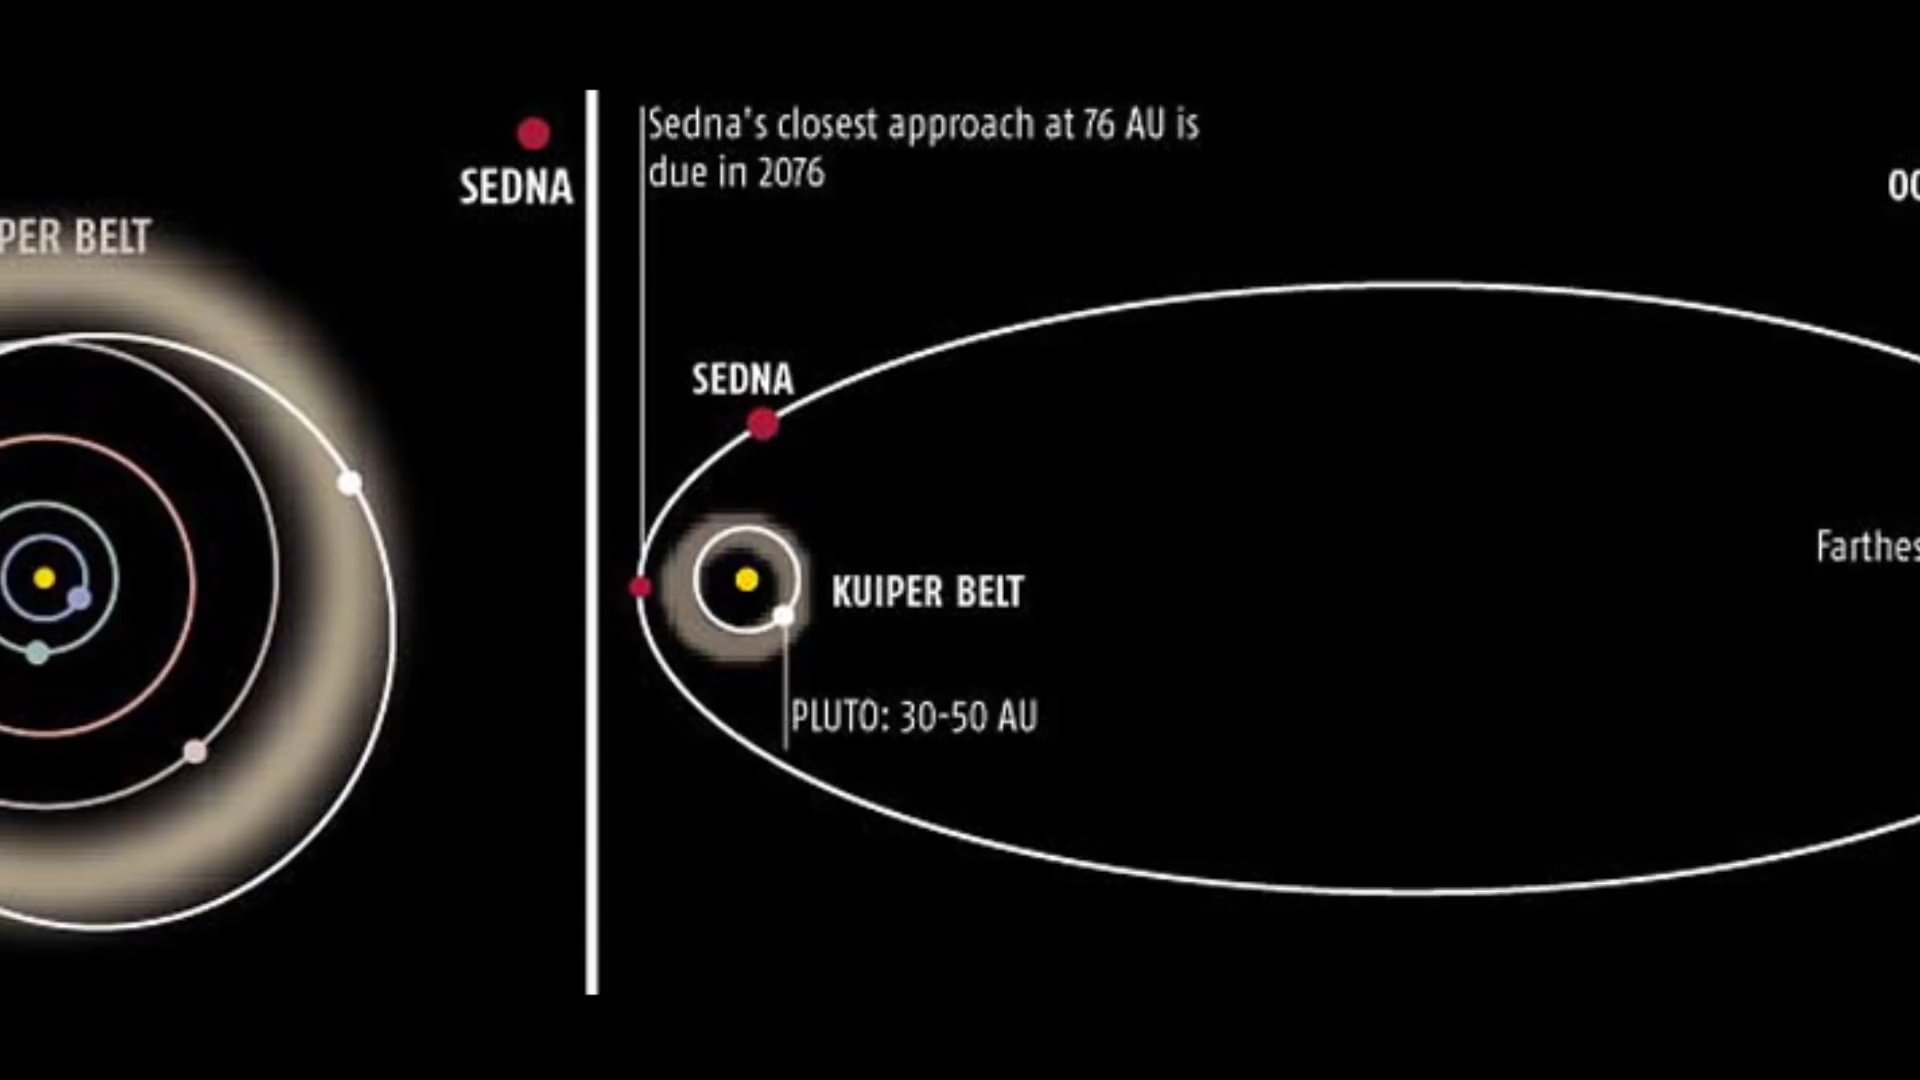 SEDNA
PER BELT
Sedna's closest approach at 76 AU is
due in 2076
SEDNA
KUIPER BELT
PLUTO: 30-50 AU
Farthes